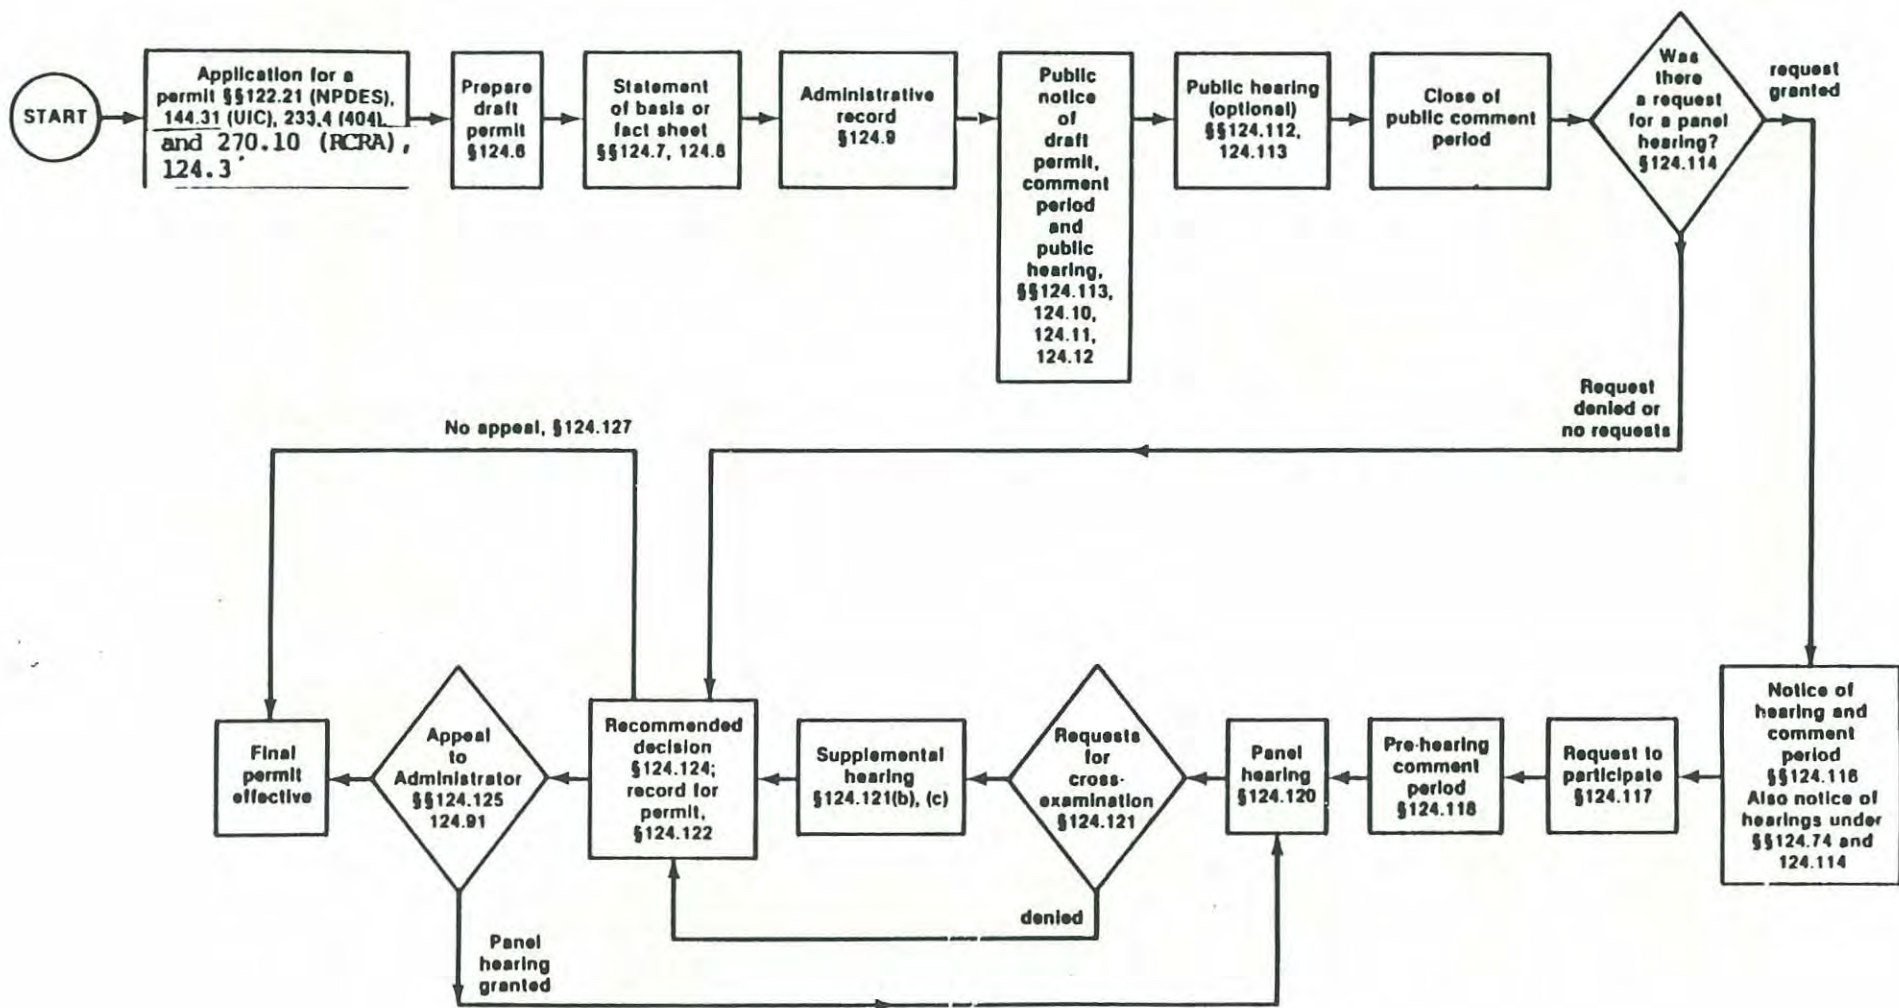 START
Application for a
permit §§122.21 (NPDES),
144.31 (UIC), 233.4 (404),
and 270.10 (RCRA),
124.3
Prepare
draft
permit
§124.6
Statement
of basis or
fact sheet
§§124.7, 124.8
Administrative
record
§124.9
Public
notice
of
draft
permit,
comment
period
and
public
hearing,
§§124.113,
124.10,
124.11,
124.12
Public hearing
(optional)
§§124.112,
124.113
Close of
public comment
period
Was
there
a request
for a panel
hearing?
§124.114
request
granted
Request
denied or
no requests
No appeal, §124.127
Notice of
hearing and
comment
period
§§124.116
Also notice of
hearings under
§§124.74 and
124.114
Request to
participate
§124.117
Pre-hearing
comment
period
§124.118
Panel
hearing
§124.120
Requests
for
cross-
examination
§124.121
denied
Supplemental
hearing
§124.121(b), (c)
Recommended
decision
§124.124;
record for
permit,
§124.122
Appeal
to
Administrator
§§124.125
124.91
Panel
hearing
granted
Final
permit
effective